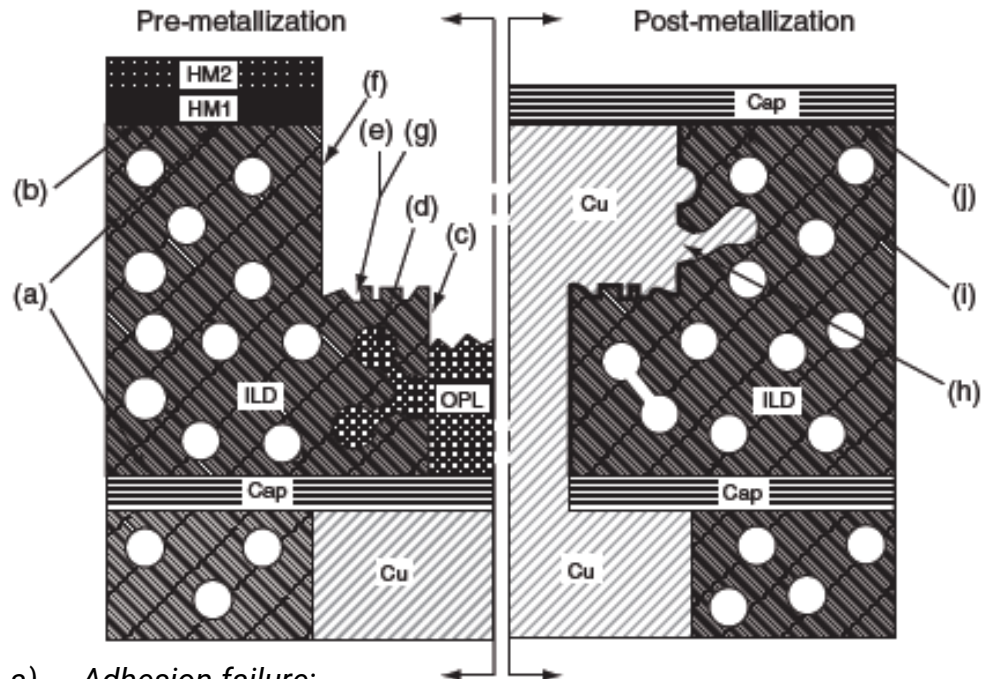 Pre-metallization
Post-metallization
HM2
HM1
(f)
(e) (g)
(b)
(d)
(c)
(a)
ILD
OPL
Cap
Cu
Cap
Cu
(j)
(i)
(h)
ILD
Cap
Cu
a) Adhesion failure: